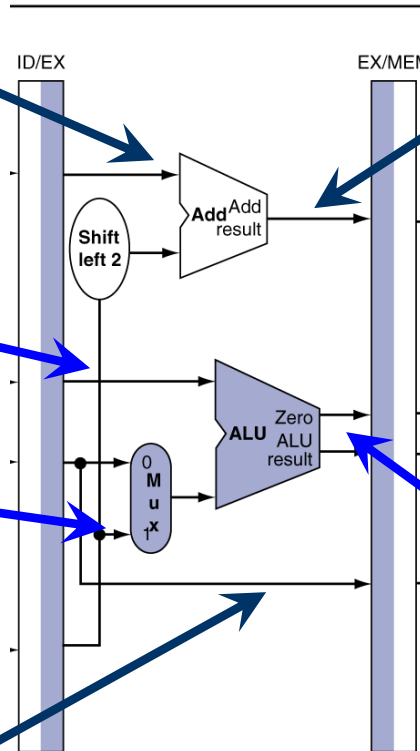 ID/EX
EX/MEM
Add
Add
result
Shift
left 2
Zero
ALU
ALU
result
0
M
u
x
1